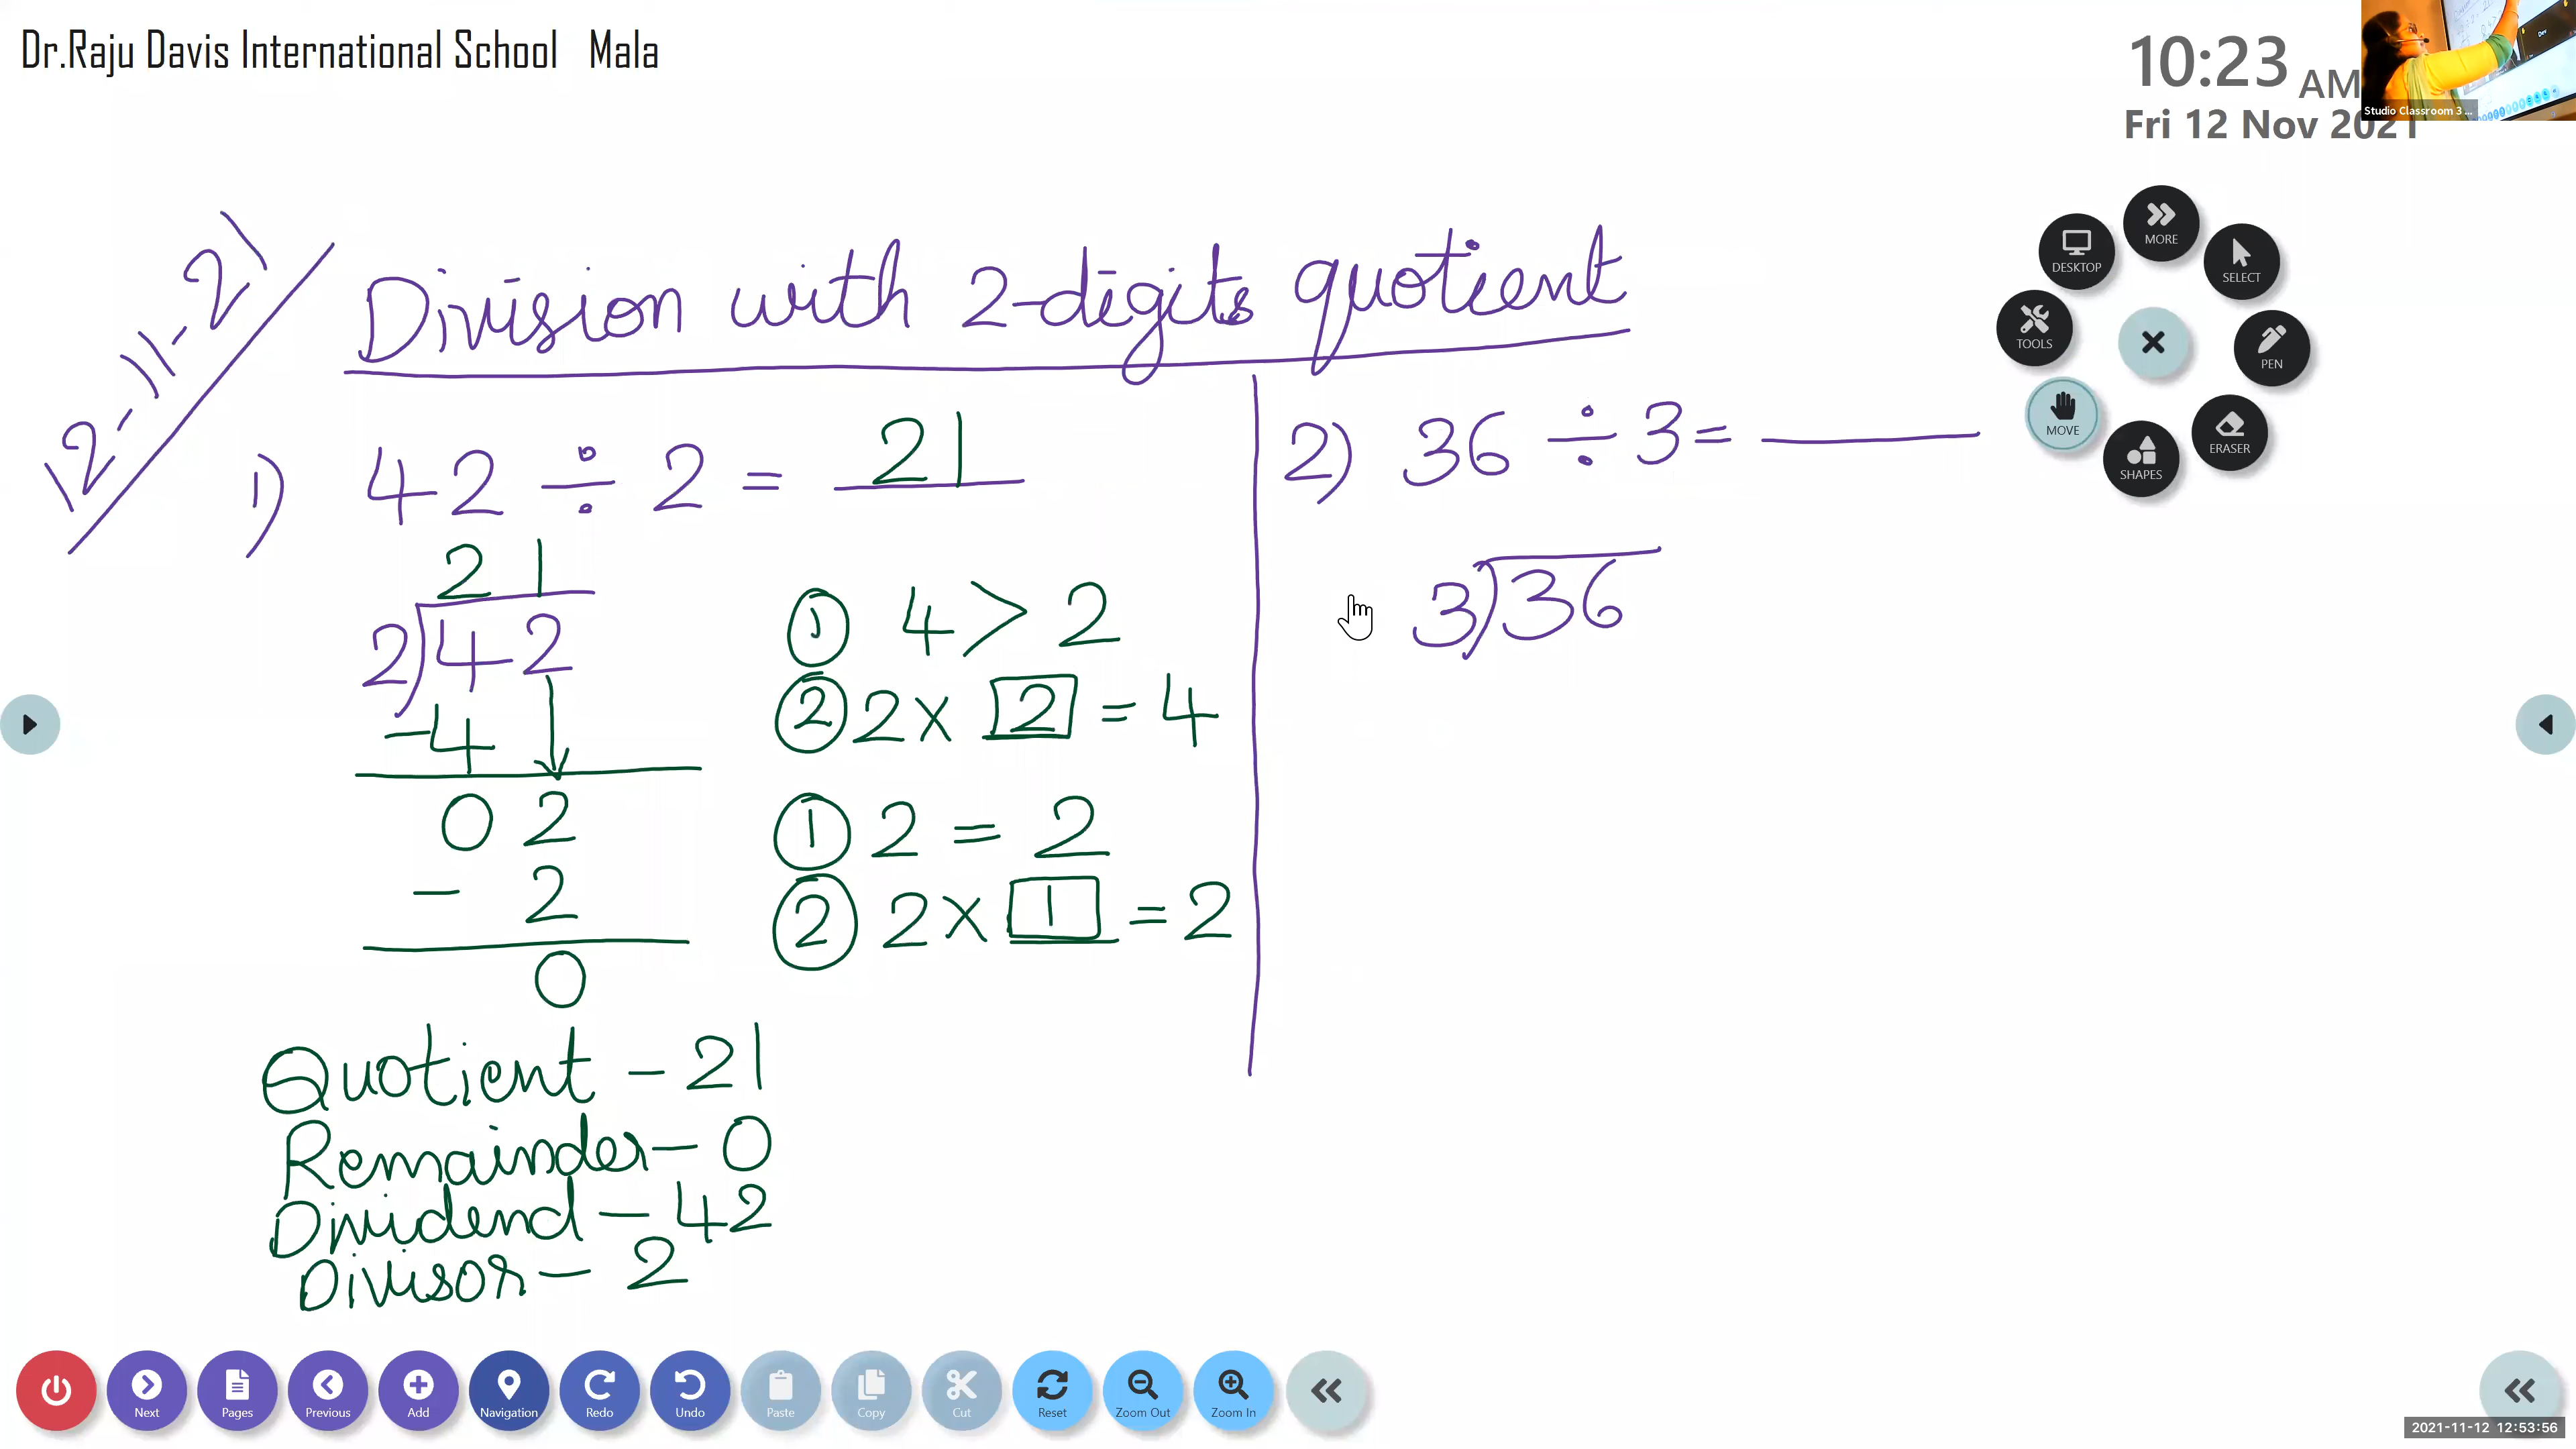 Dr.Raju Davis International School Mala
10:23 AM
Fri 12 Nov 2021
Studio Classroom 3 ...
12-11-21
Division with 2-digits quotient
1) 42 ÷ 2 = 21
21
2)42
-4
02
- 2
0
① 4 > 2
② 2 × 2 = 4
① 2 = 2
② 2 × 1 = 2
Quotient - 21
Remainder - 0
Dividend - 42
Divisor - 2
2) 36 ÷ 3 = ________
3)36
MORE
DESKTOP
SELECT
TOOLS
PEN
MOVE
ERASER
SHAPES
Next
Pages
Previous
Add
Navigation
Redo
Undo
Paste
Copy
Cut
Reset
Zoom Out
Zoom In
2021-11-12 12:53:56